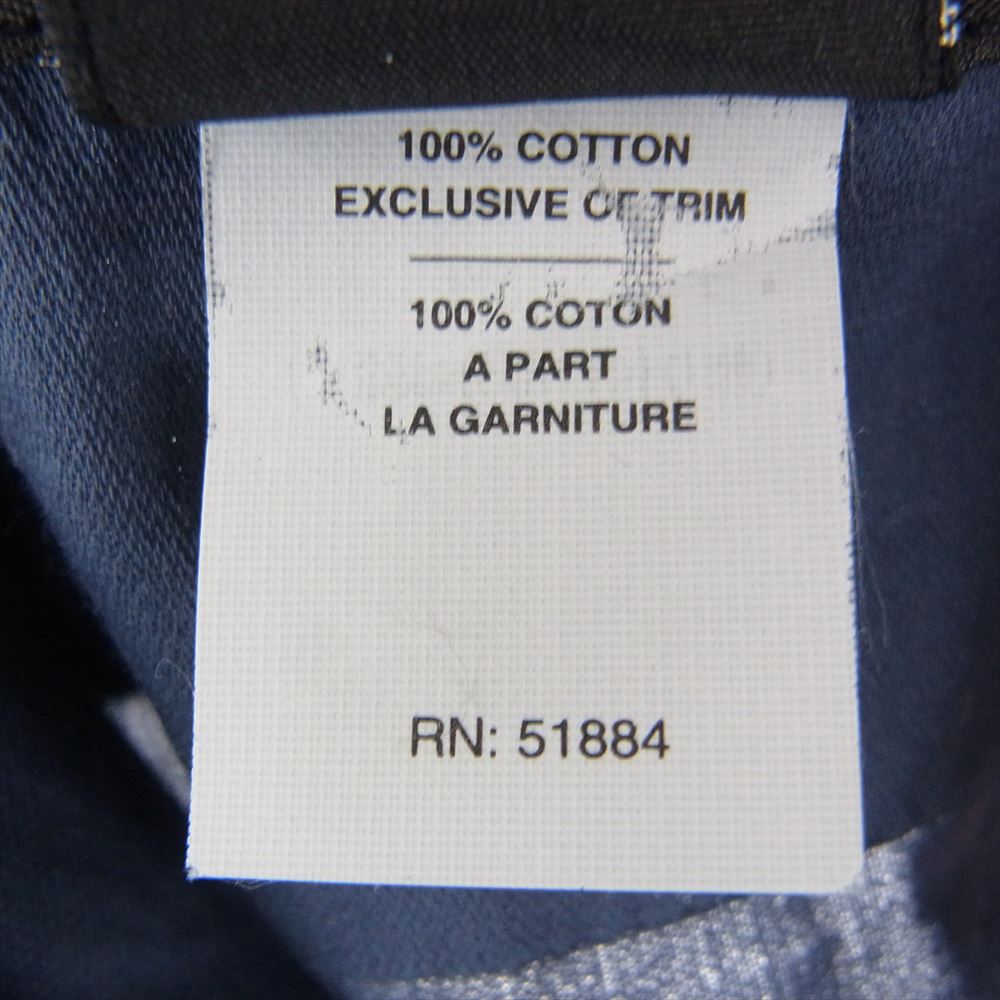 100% COTTON
EXCLUSIVE OF TRIM
100% COTON
A PART
LA GARNITURE
RN: 51884